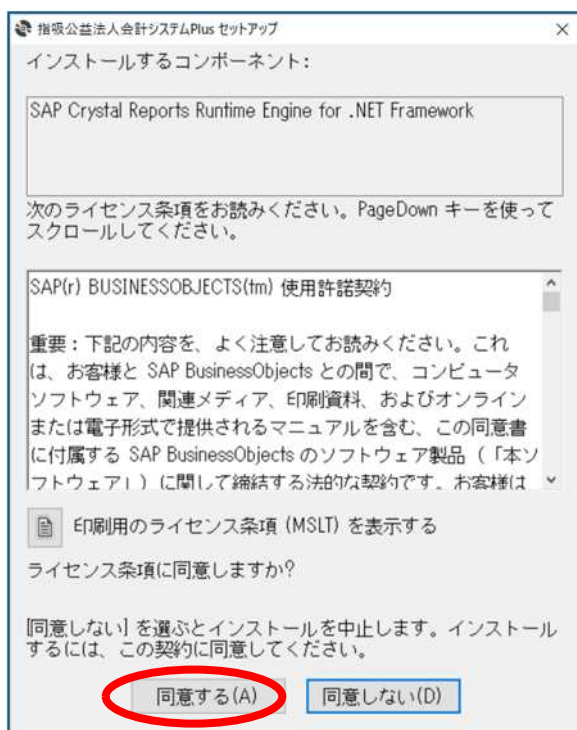 指吸公益法人会計システムPlus セットアップ
インストールするコンポーネント:
SAP Crystal Reports Runtime Engine for .NET Framework
次のライセンス条項をお読みください。PageDown キーを使って
スクロールしてください。
SAP(r) BUSINESSOBJECTS(tm) 使用許諾契約
重要：下記の内容を、よく注意してお読みください。これ
は、お客様と SAP BusinessObjects との間で、コンピュータ
ソフトウェア、関連メディア、印刷資料、およびオンライン
または電子形式で提供されるマニュアルを含む、この同意書
に付属する SAP BusinessObjects のソフトウェア製品（「本ソ
フトウェア」）に関して締結する法的な契約です。お客様は
印刷用のライセンス条項 (MSLT) を表示する
ライセンス条項に同意しますか?
[同意しない] を選ぶとインストールを中止します。インストール
するには、この契約に同意してください。
同意する(A)
同意しない(D)